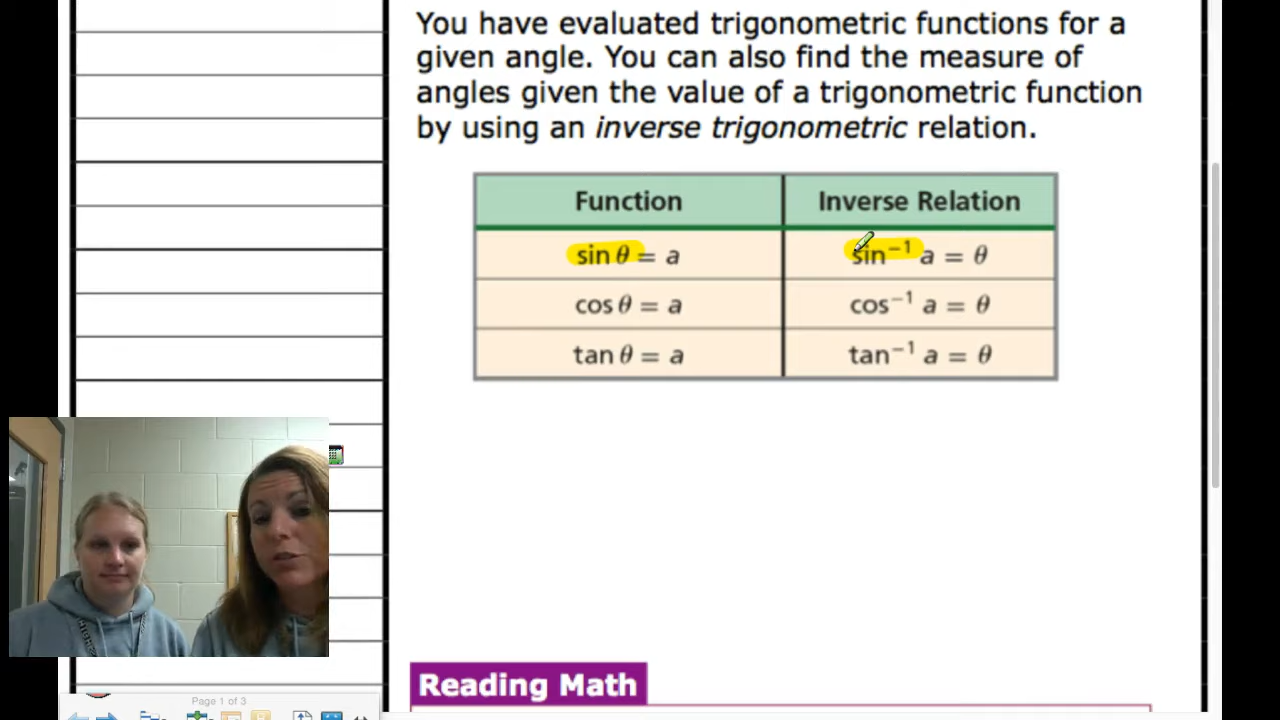 You have evaluated trigonometric functions for a
given angle. You can also find the measure of
angles given the value of a trigonometric function
by using an inverse trigonometric relation.
Function Inverse Relation
sin θ = a sin⁻¹ a = θ
cos θ = a cos⁻¹ a = θ
tan θ = a tan⁻¹ a = θ
Reading Math
Page 1 of 3